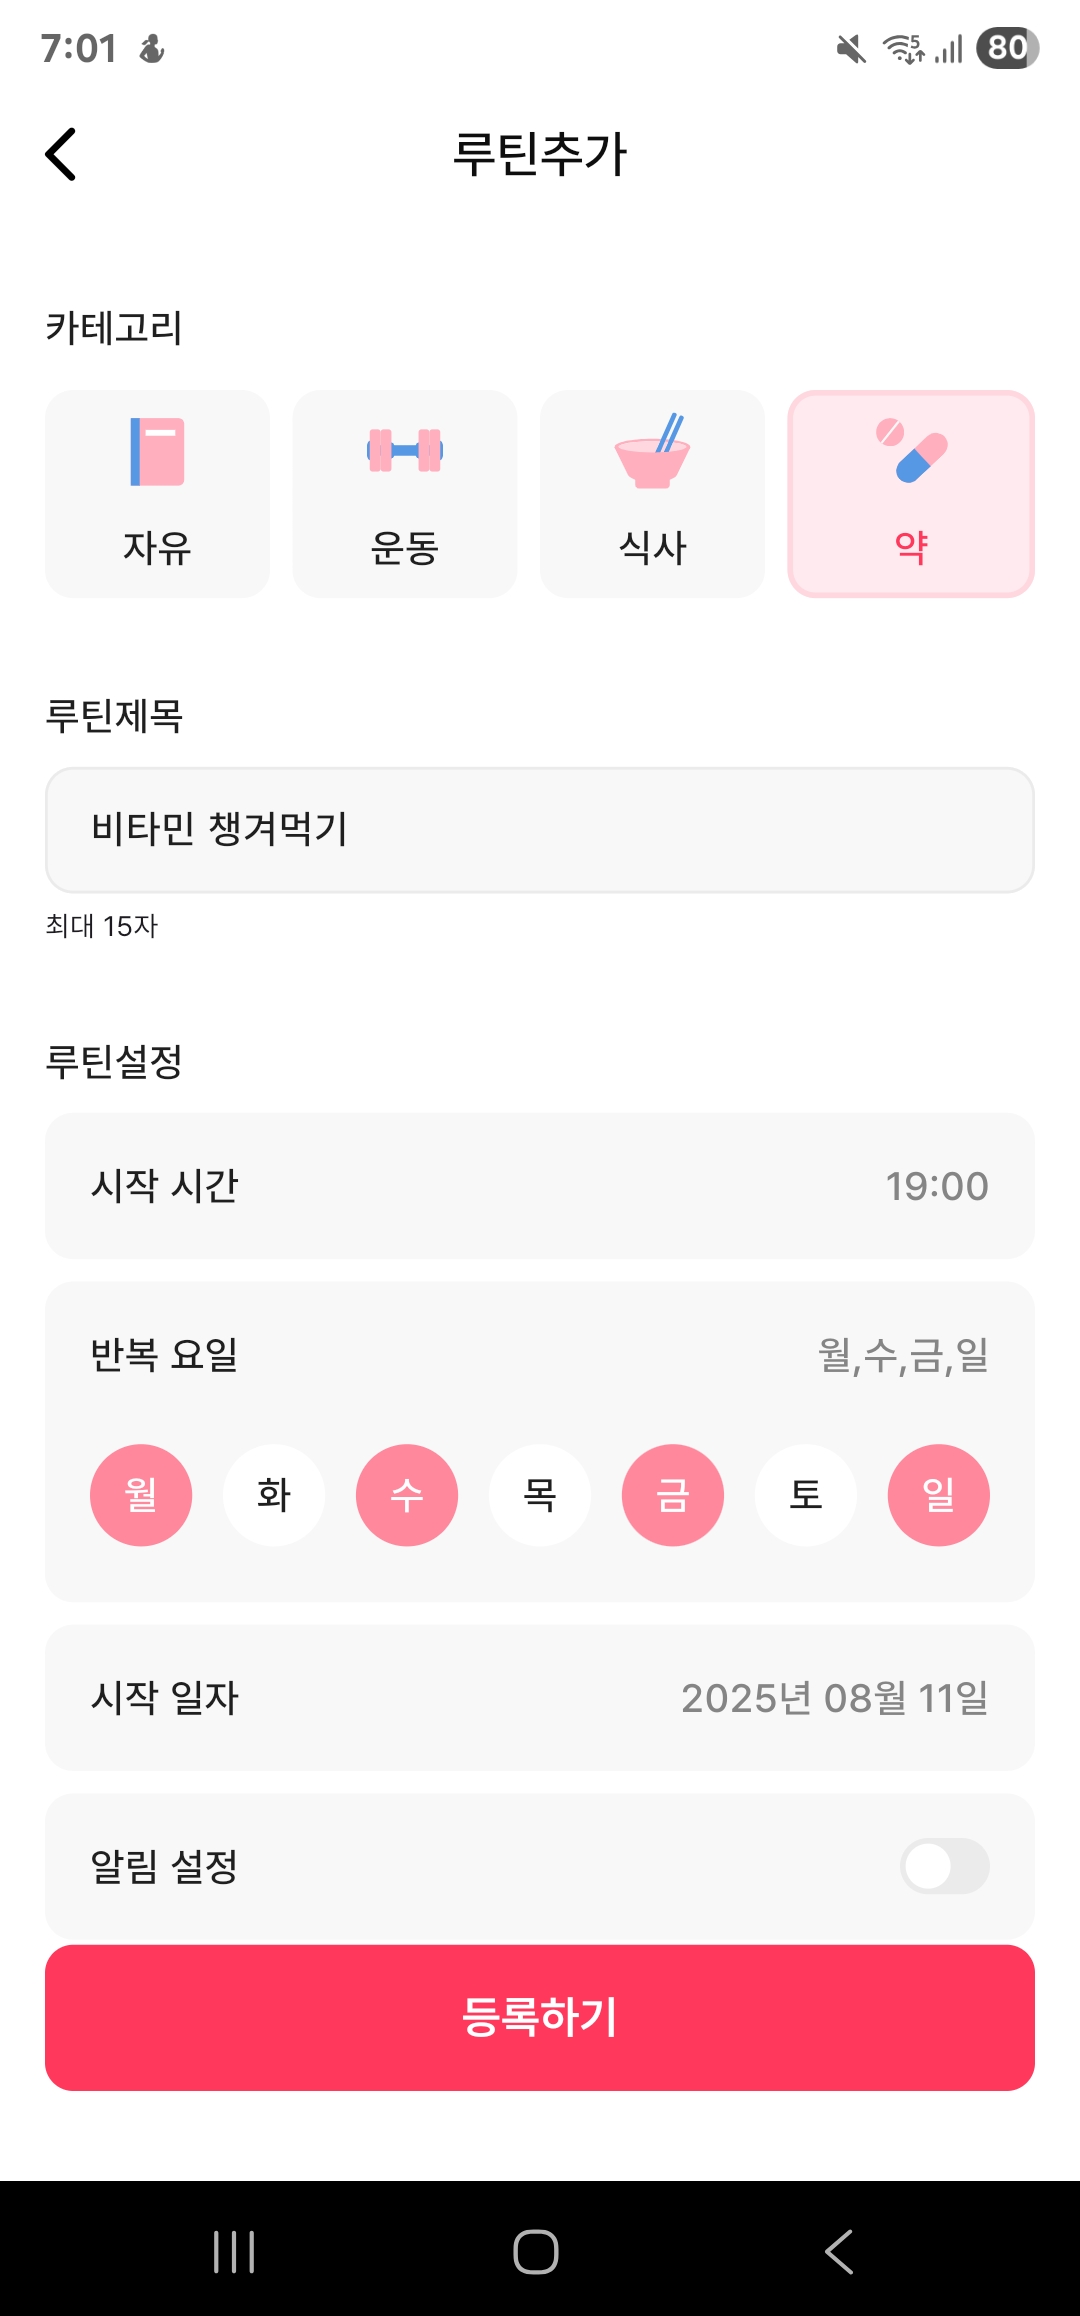 7:01
5
80
루틴추가
카테고리
자유 운동 식사 약
루틴제목
비타민 챙겨먹기
최대 15자
루틴설정
시작 시간 19:00
반복 요일 월,수,금,일
월 화 수 목 금 토 일
시작 일자 2025년 08월 11일
알림 설정
등록하기